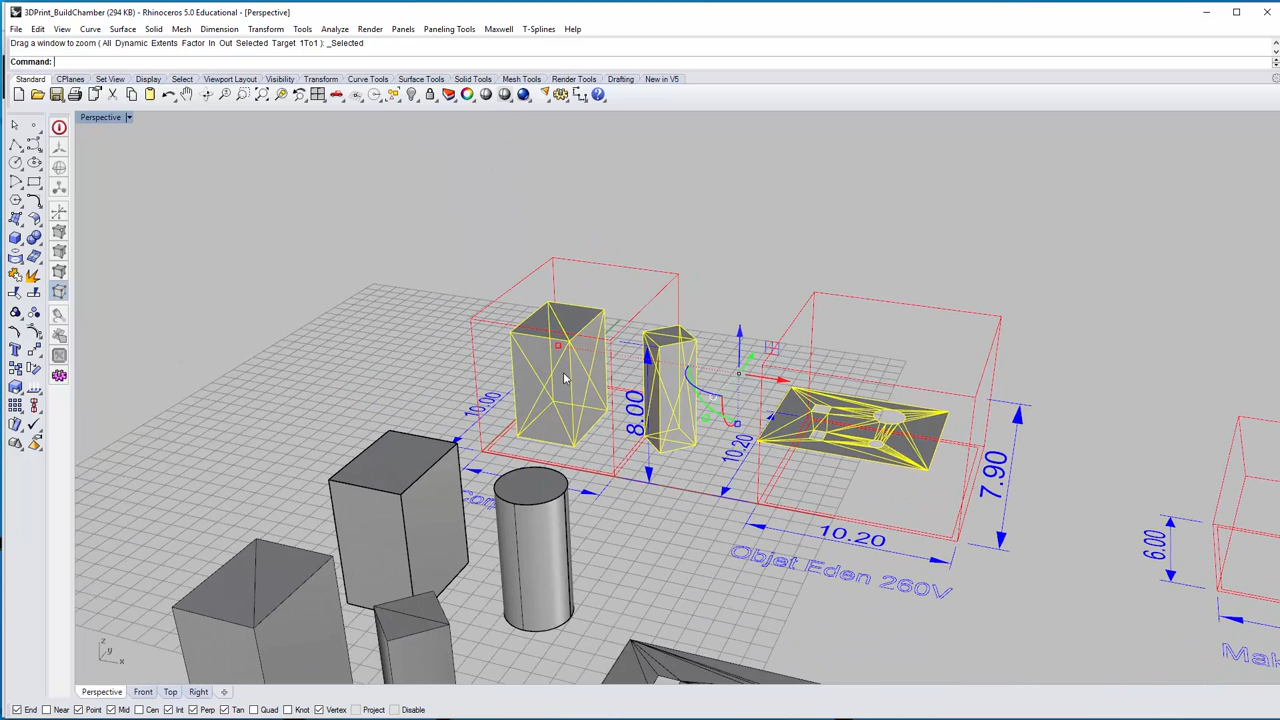 3DPrint_BuildChamber (294 KB) - Rhinoceros 5.0 Educational - [Perspective]
File Edit View Curve Surface Solid Mesh Dimension Transform Tools Analyze Render Panels Paneling Tools Maxwell T-Splines Help
Drag a window to zoom ( All Dynamic Extents Factor In Out Selected Target 1To1 ): _Selected
Command:
Standard CPlanes Set View Display Select Viewport Layout Visibility Transform Curve Tools Surface Tools Solid Tools Mesh Tools Render Tools Drafting New in V5
Perspective
10.00
8.00
10.20
7.90
10.20
Objet Eden 260V
6.00
Mak
z
y
x
Perspective Front Top Right
End Near Point Mid Cen Int Perp Tan Quad Knot Vertex Project Disable